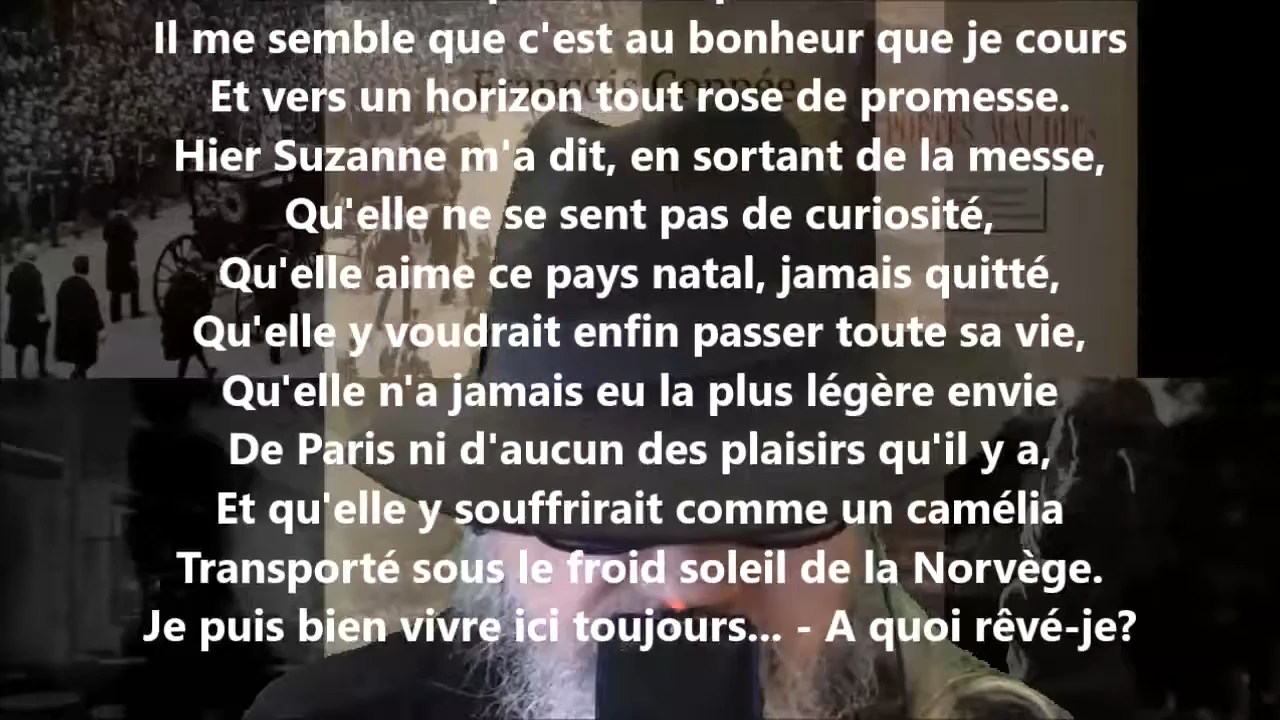 Il me semble que c'est au bonheur que je cours
Et vers un horizon tout rose de promesse.
François Coppée
Hier Suzanne m'a dit, en sortant de la messe,
Qu'elle ne se sent pas de curiosité,
Qu'elle aime ce pays natal, jamais quitté,
Qu'elle y voudrait enfin passer toute sa vie,
Qu'elle n'a jamais eu la plus légère envie
De Paris ni d'aucun des plaisirs qu'il y a,
Et qu'elle y souffrirait comme un camélia
Transporté sous le froid soleil de la Norvège.
Je puis bien vivre ici toujours... - A quoi rêvé-je?